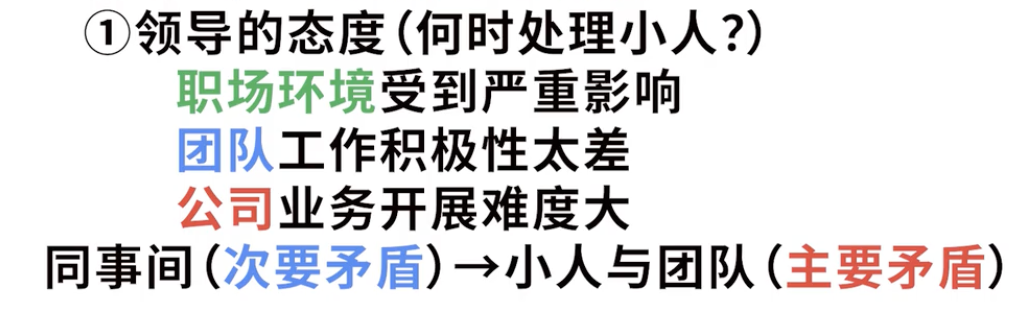 ①领导的态度(何时处理小人?)
职场环境受到严重影响
团队工作积极性太差
公司业务开展难度大
同事间(次要矛盾)→小人与团队(主要矛盾)